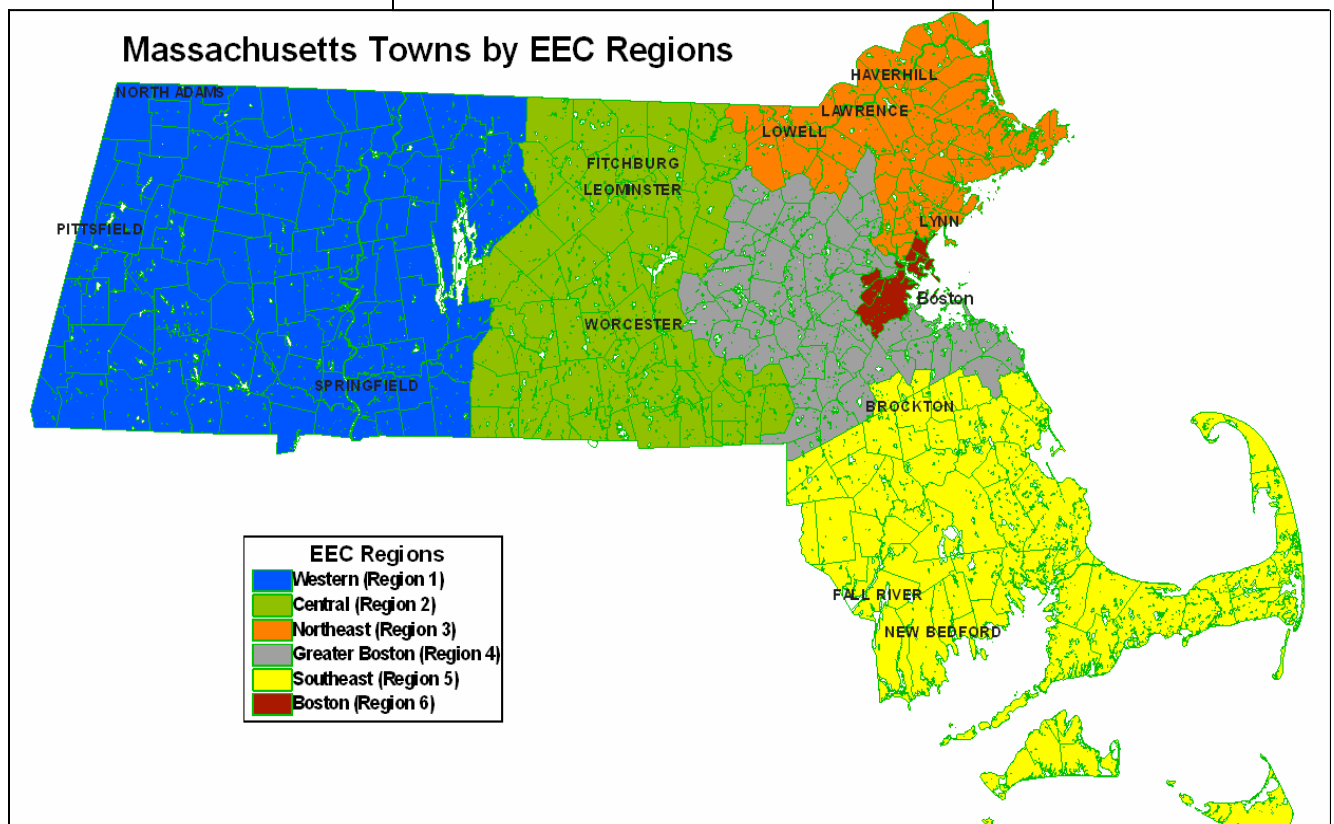 Massachusetts Towns by EEC Regions
HAVERHILL
NORTH ADAMS
LAWRENCE
LOWELL
FITCHBURG
LEOMINSTER
LYNN
PITTSFIELD
Boston
WORCESTER
SPRINGFIELD
BROCKTON
EEC Regions
Western (Region 1)
Central (Region 2)
Northeast (Region 3)
Greater Boston (Region 4)
Southeast (Region 5)
Boston (Region 6)
FALL RIVER
NEW BEDFORD